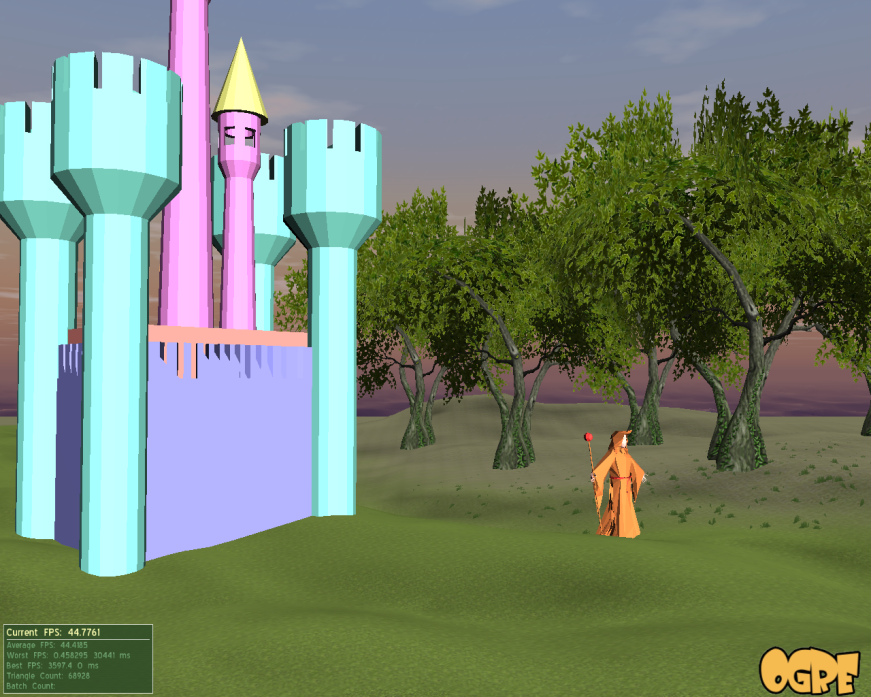 Current FPS: 44.7761
Average FPS: 44.4185
Worst FPS: 0.458295 30441 ms
Best FPS: 3597.4 0 ms
Triangle Count: 68928
Batch Count:
OGRE